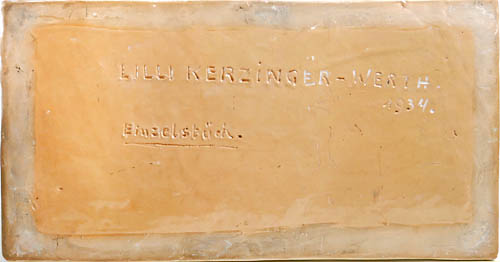 LILLI KERZINGER-WERTH.
1934.
Einzelstück.